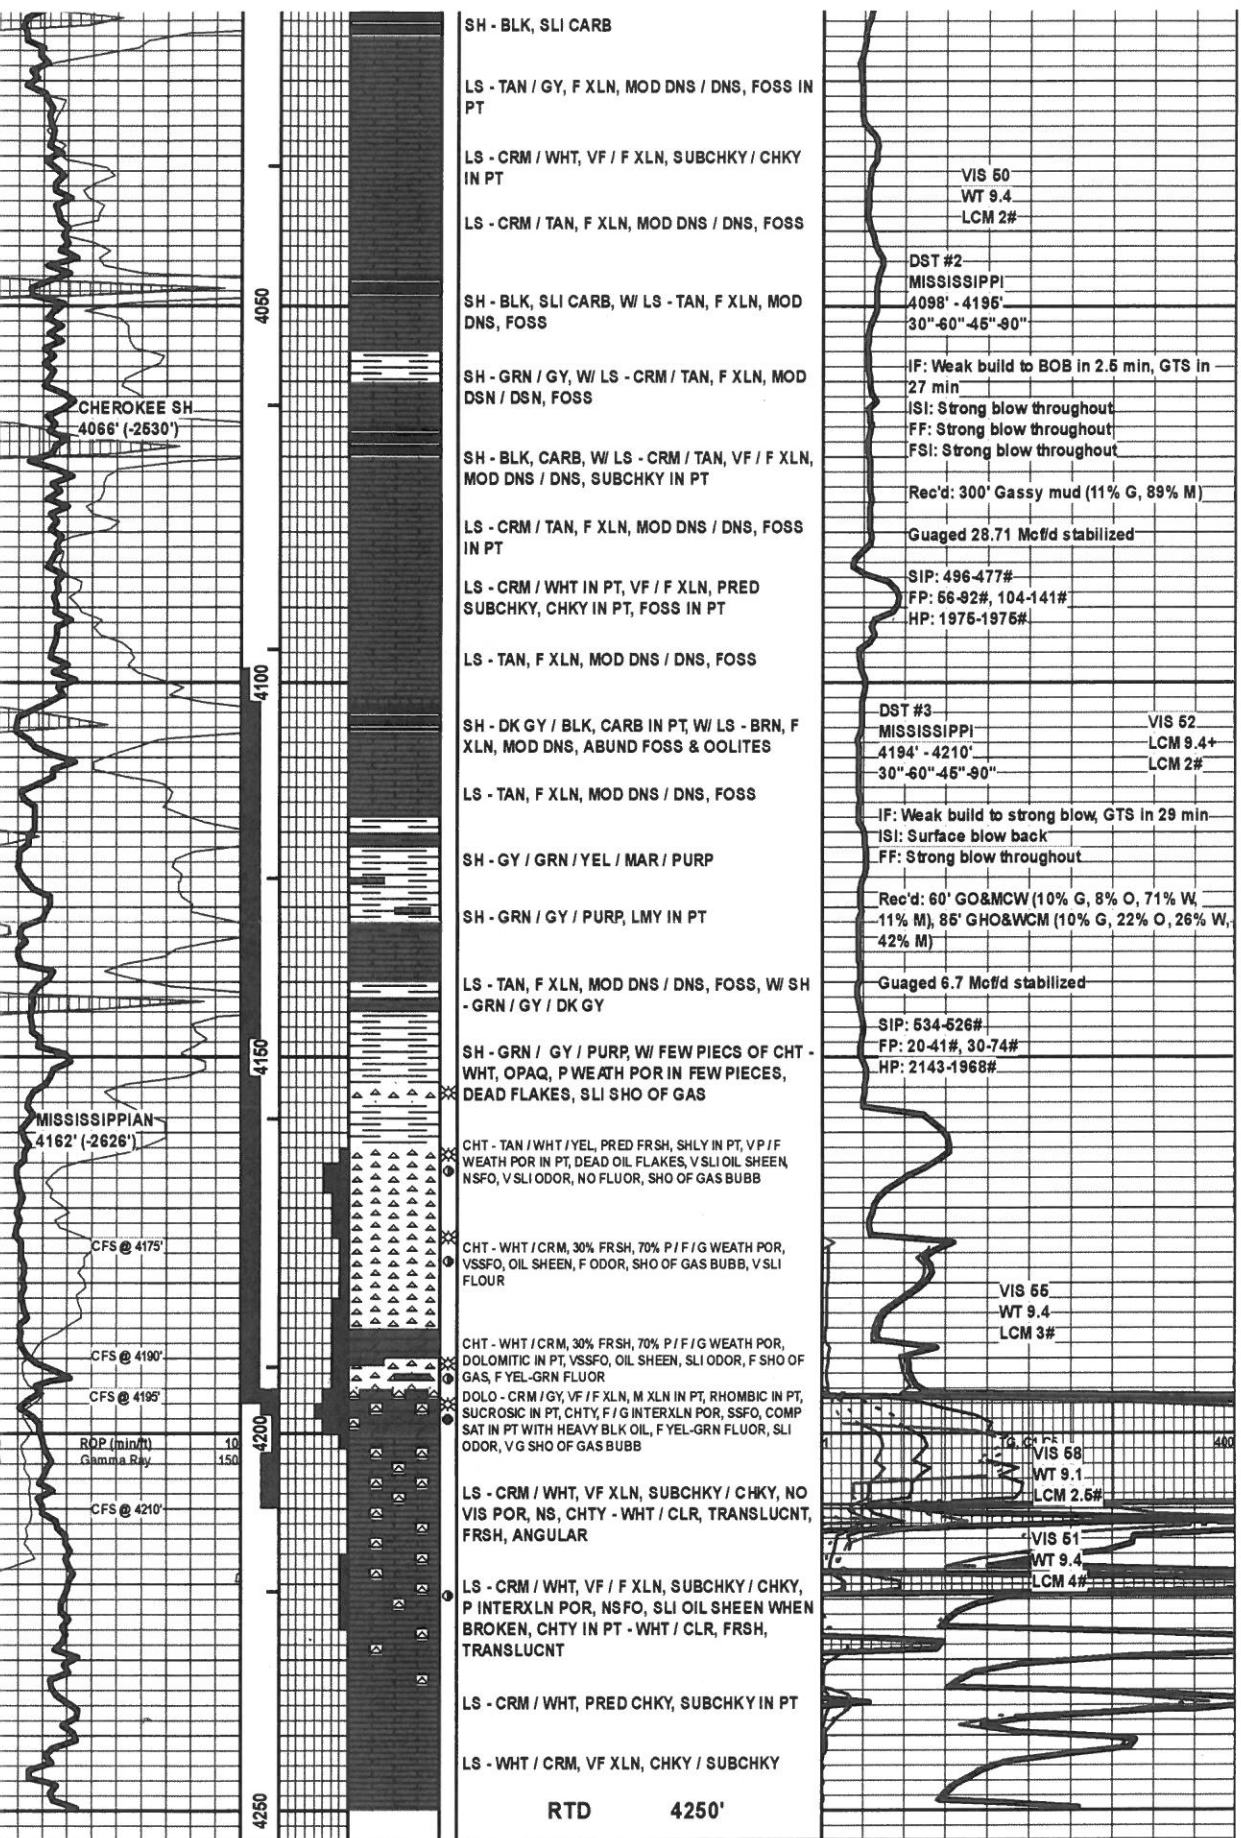 SH - BLK, SLI CARB
LS - TAN / GY, F XLN, MOD DNS / DNS, FOSS IN
PT
LS - CRM / WHT, VF / F XLN, SUBCHKY / CHKY
IN PT
LS - CRM / TAN, F XLN, MOD DNS / DNS, FOSS
SH - BLK, SLI CARB, W/ LS - TAN, F XLN, MOD
DNS, FOSS
SH - GRN / GY, W/ LS - CRM / TAN, F XLN, MOD
DSN / DSN, FOSS
SH - BLK, CARB, W/ LS - CRM / TAN, VF / F XLN,
MOD DNS / DNS, SUBCHKY IN PT
LS - CRM / TAN, F XLN, MOD DNS / DNS, FOSS
IN PT
LS - CRM / WHT IN PT, VF / F XLN, PRED
SUBCHKY, CHKY IN PT, FOSS IN PT
LS - TAN, F XLN, MOD DNS / DNS, FOSS
SH - DK GY / BLK, CARB IN PT, W/ LS - BRN, F
XLN, MOD DNS, ABUND FOSS & OOLITES
LS - TAN, F XLN, MOD DNS / DNS, FOSS
SH - GY / GRN / YEL / MAR / PURP
SH - GRN / GY / PURP, LMY IN PT
LS - TAN, F XLN, MOD DNS / DNS, FOSS, W/ SH
- GRN / GY / DK GY
SH - GRN / GY / PURP, W/ FEW PIECS OF CHT -
WHT, OPAQ, P WEATH POR IN FEW PIECES,
DEAD FLAKES, SLI SHO OF GAS
CHT - TAN / WHT / YEL, PRED FRSH, SHLY IN PT, V P / F
WEATH POR IN PT, DEAD OIL FLAKES, V SLI OIL SHEEN,
NSFO, V SLI ODOR, NO FLUOR, SHO OF GAS BUBB
CHT - WHT / CRM, 30% FRSH, 70% P / F / G WEATH POR,
VSSFO, OIL SHEEN, F ODOR, SHO OF GAS BUBB, V SLI
FLOUR
CHT - WHT / CRM, 30% FRSH, 70% P / F / G WEATH POR,
DOLOMITIC IN PT, VSSFO, OIL SHEEN, SLI ODOR, F SHO OF
GAS, F YEL-GRN FLUOR
DOLO - CRM / GY, VF / F XLN, M XLN IN PT, RHOMBIC IN PT,
SUCROSIC IN PT, CHTY, F / G INTERXLN POR, SSFO, COMP
SAT IN PT WITH HEAVY BLK OIL, F YEL-GRN FLUOR, SLI
ODOR, V G SHO OF GAS BUBB
LS - CRM / WHT, VF XLN, SUBCHKY / CHKY, NO
VIS POR, NS, CHTY - WHT / CLR, TRANSLUCNT,
FRSH, ANGULAR
LS - CRM / WHT, VF / F XLN, SUBCHKY / CHKY,
P INTERXLN POR, NSFO, SLI OIL SHEEN WHEN
BROKEN, CHTY IN PT - WHT / CLR, FRSH,
TRANSLUCNT
LS - CRM / WHT, PRED CHKY, SUBCHKY IN PT
LS - WHT / CRM, VF XLN, CHKY / SUBCHKY
RTD 4250'
CHEROKEE SH
4066' (-2530')
MISSISSIPPIAN
4162' (-2626')
CFS @ 4175'
CFS @ 4190'
CFS @ 4195'
ROP (min/ft) 10
Gamma Ray 150
CFS @ 4210'
4050
4100
4150
4200
4250
VIS 50
WT 9.4
LCM 2#
DST #2
MISSISSIPPI
4098' - 4195'
30"-60"-45"-90"
IF: Weak build to BOB in 2.5 min, GTS in
27 min
ISI: Strong blow throughout
FF: Strong blow throughout
FSI: Strong blow throughout
Rec'd: 300' Gassy mud (11% G, 89% M)
Guaged 28.71 Mcf/d stabilized
SIP: 496-477#
FP: 56-92#, 104-141#
HP: 1975-1975#
DST #3
MISSISSIPPI
4194' - 4210'
30"-60"-45"-90"
VIS 52
LCM 9.4+
LCM 2#
IF: Weak build to strong blow, GTS in 29 min
ISI: Surface blow back
FF: Strong blow throughout
Rec'd: 60' GO&MCW (10% G, 8% O, 71% W,
11% M), 85' GHO&WCM (10% G, 22% O, 26% W,
42% M)
Guaged 6.7 Mcf/d stabilized
SIP: 534-526#
FP: 20-41#, 30-74#
HP: 2143-1968#
VIS 55
WT 9.4
LCM 3#
400
VIS 58
WT 9.1
LCM 2.5#
VIS 51
WT 9.4
LCM 4#